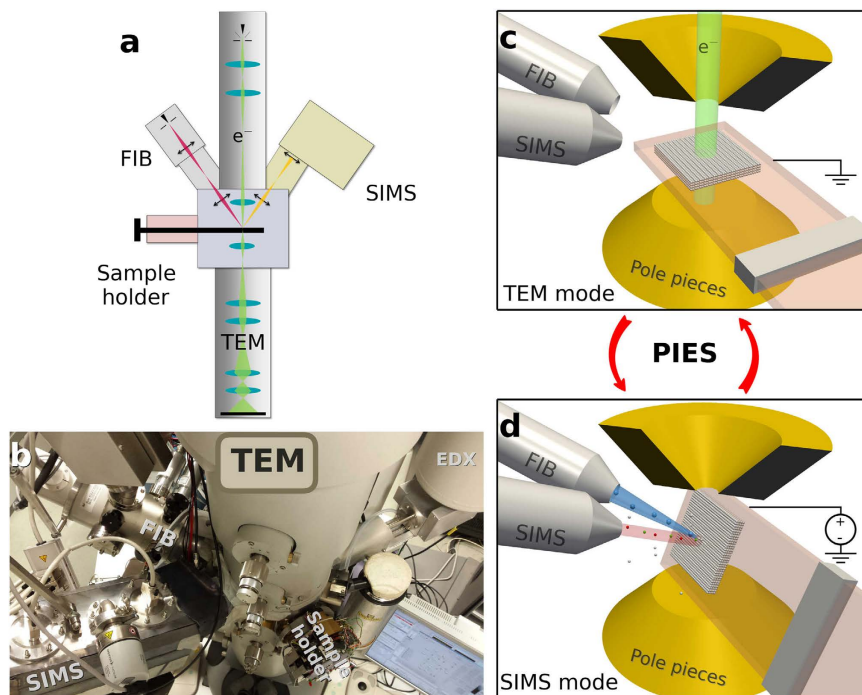 a
FIB
e⁻
SIMS
Sample
holder
TEM
b
TEM
EDX
FIB
SIMS
Sample
holder
c
e⁻
FIB
SIMS
Pole pieces
TEM mode
PIES
d
FIB
SIMS
+
−
Pole pieces
SIMS mode